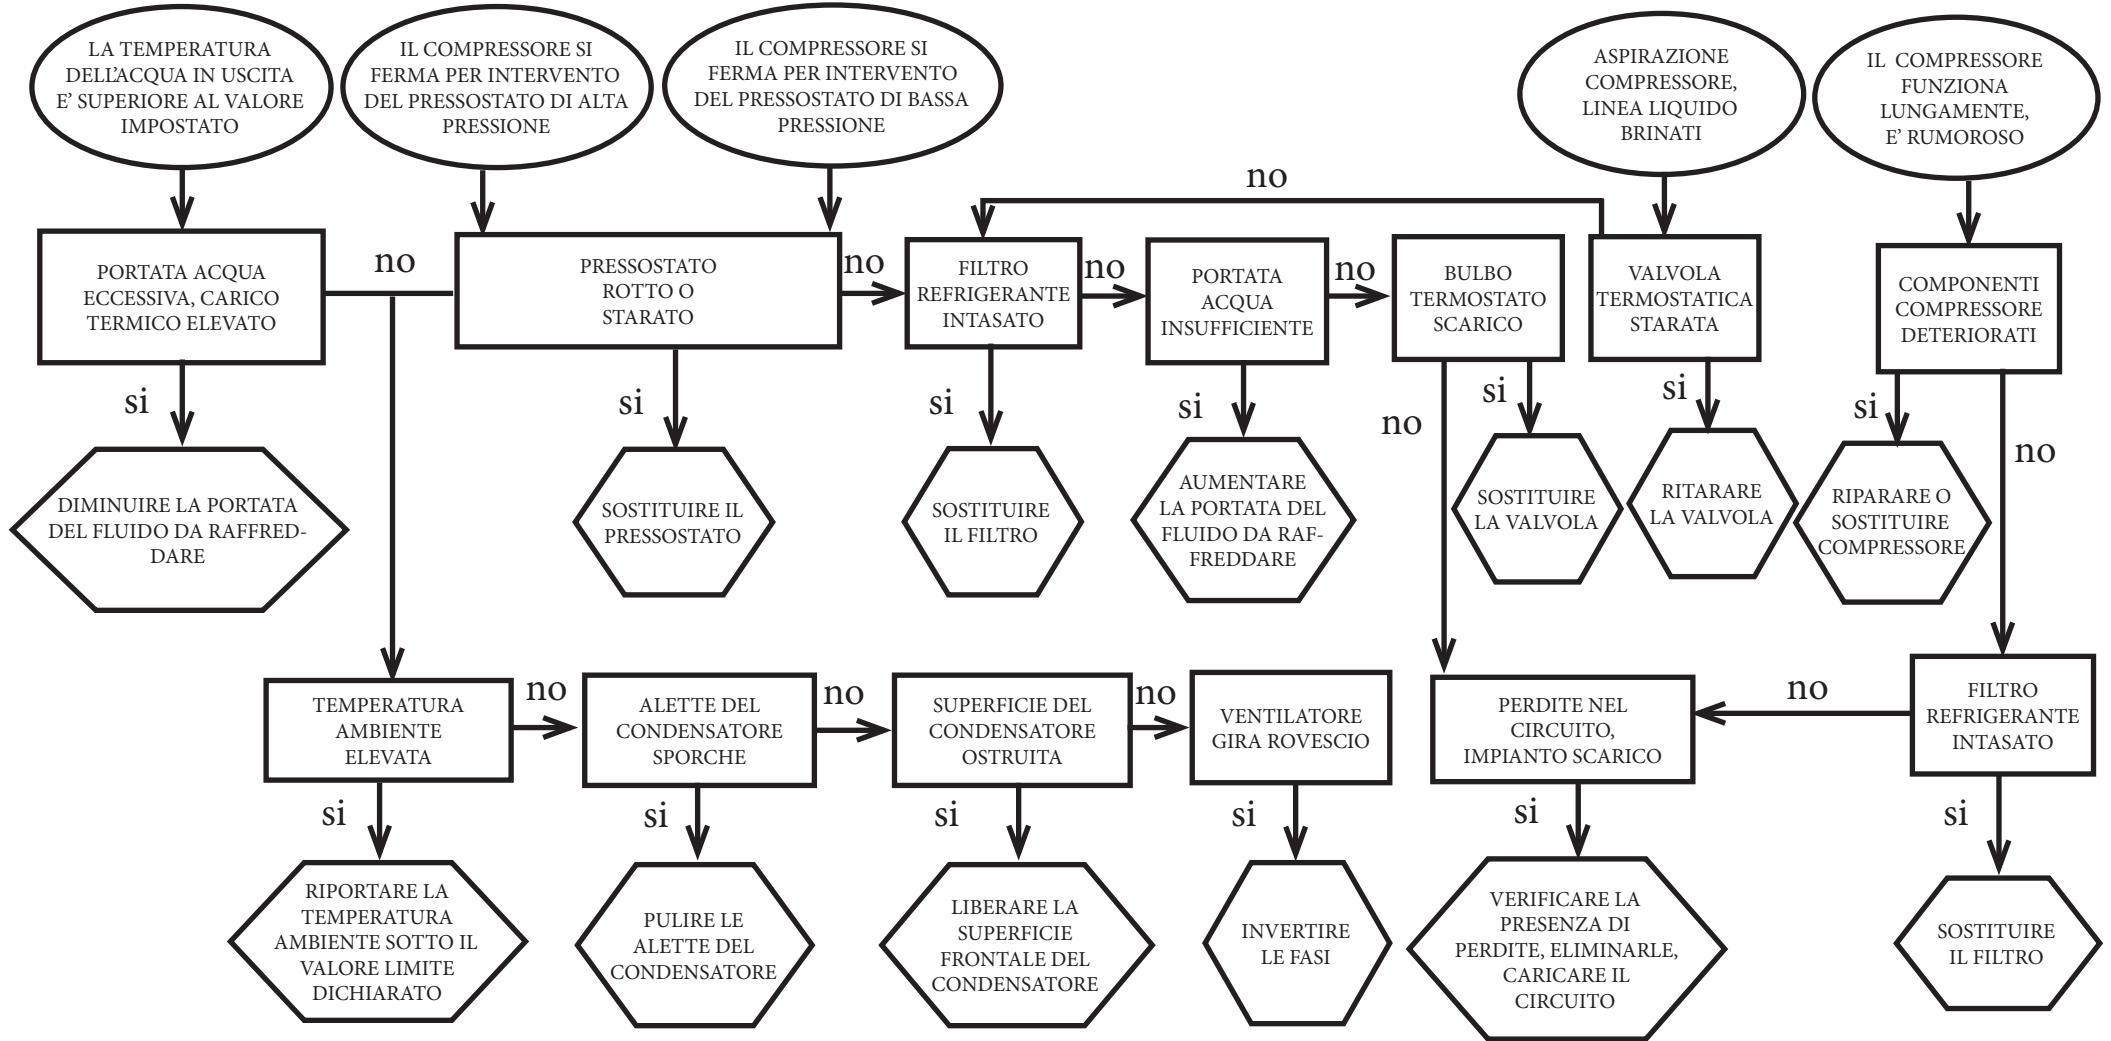 LA TEMPERATURA
DELL'ACQUA IN USCITA
E' SUPERIORE AL VALORE
IMPOSTATO
IL COMPRESSORE SI
FERMA PER INTERVENTO
DEL PRESSOSTATO DI ALTA
PRESSIONE
IL COMPRESSORE SI
FERMA PER INTERVENTO
DEL PRESSOSTATO DI BASSA
PRESSIONE
ASPIRAZIONE
COMPRESSORE,
LINEA LIQUIDO
BRINATI
IL COMPRESSORE
FUNZIONA
LUNGAMENTE,
E' RUMOROSO
no
PORTATA ACQUA
ECCESSIVA, CARICO
TERMICO ELEVATO
no
PRESSOSTATO
ROTTO O
STARATO
no
FILTRO
REFRIGERANTE
INTASATO
no
PORTATA
ACQUA
INSUFFICIENTE
no
BULBO
TERMOSTATO
SCARICO
VALVOLA
TERMOSTATICA
STARATA
COMPONENTI
COMPRESSORE
DETERIORATI
si
si
si
si
no
si
si
si
no
DIMINUIRE LA PORTATA
DEL FLUIDO DA RAFFRED-
DARE
SOSTITUIRE IL
PRESSOSTATO
SOSTITUIRE
IL FILTRO
AUMENTARE
LA PORTATA DEL
FLUIDO DA RAF-
FREDDARE
SOSTITUIRE
LA VALVOLA
RITARARE
LA VALVOLA
RIPARARE O
SOSTITUIRE
COMPRESSORE
TEMPERATURA
AMBIENTE
ELEVATA
no
ALETTE DEL
CONDENSATORE
SPORCHE
no
SUPERFICIE DEL
CONDENSATORE
OSTRUITA
no
VENTILATORE
GIRA ROVESCIO
PERDITE NEL
CIRCUITO,
IMPIANTO SCARICO
no
FILTRO
REFRIGERANTE
INTASATO
si
si
si
si
si
si
RIPORTARE LA
TEMPERATURA
AMBIENTE SOTTO IL
VALORE LIMITE
DICHIARATO
PULIRE LE
ALETTE DEL
CONDENSATORE
LIBERARE LA
SUPERFICIE
FRONTALE DEL
CONDENSATORE
INVERTIRE
LE FASI
VERIFICARE LA
PRESENZA DI
PERDITE, ELIMINARLE,
CARICARE IL
CIRCUITO
SOSTITUIRE
IL FILTRO